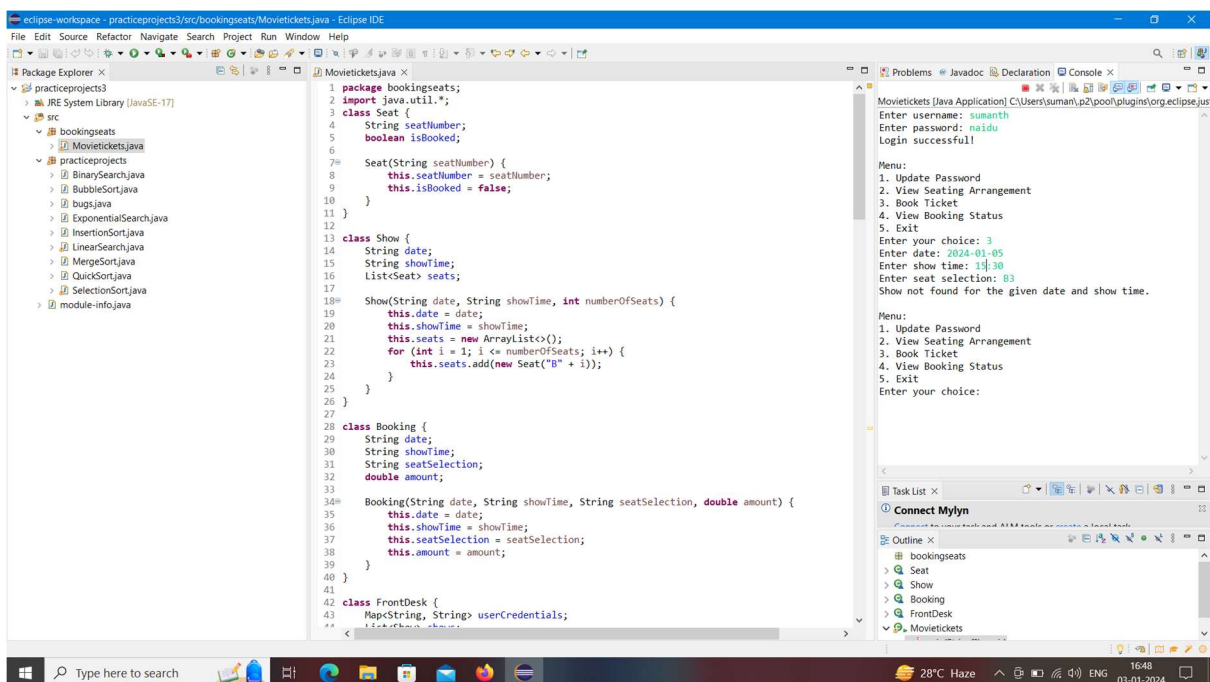 eclipse-workspace - practiceprojects3/src/bookingseats/Movietickets.java - Eclipse IDE
File Edit Source Refactor Navigate Search Project Run Window Help
Package Explorer
practiceprojects3
JRE System Library [JavaSE-17]
src
bookingseats
Movietickets.java
practiceprojects
BinarySearch.java
BubbleSort.java
bugs.java
ExponentialSearch.java
InsertionSort.java
LinearSearch.java
MergeSort.java
QuickSort.java
SelectionSort.java
module-info.java
Movietickets.java
1 package bookingseats;
2 import java.util.*;
3 class Seat {
4     String seatNumber;
5     boolean isBooked;
6
7     Seat(String seatNumber) {
8         this.seatNumber = seatNumber;
9         this.isBooked = false;
10     }
11 }
12
13 class Show {
14     String date;
15     String showTime;
16     List<Seat> seats;
17
18     Show(String date, String showTime, int numberOfSeats) {
19         this.date = date;
20         this.showTime = showTime;
21         this.seats = new ArrayList<>();
22         for (int i = 1; i <= numberOfSeats; i++) {
23             this.seats.add(new Seat("B" + i));
24         }
25     }
26 }
27
28 class Booking {
29     String date;
30     String showTime;
31     String seatSelection;
32     double amount;
33
34     Booking(String date, String showTime, String seatSelection, double amount) {
35         this.date = date;
36         this.showTime = showTime;
37         this.seatSelection = seatSelection;
38         this.amount = amount;
39     }
40 }
41
42 class FrontDesk {
43     Map<String, String> userCredentials;
44     List<Show> shows;
Problems Javadoc Declaration Console
Movietickets [Java Application] C:\Users\suman\.p2\pool\plugins\org.eclipse.jus
Enter username: sumanth
Enter password: naidu
Login successful!
Menu:
1. Update Password
2. View Seating Arrangement
3. Book Ticket
4. View Booking Status
5. Exit
Enter your choice: 3
Enter date: 2024-01-05
Enter show time: 15:30
Enter seat selection: B3
Show not found for the given date and show time.
Menu:
1. Update Password
2. View Seating Arrangement
3. Book Ticket
4. View Booking Status
5. Exit
Enter your choice:
Task List
Connect Mylyn
Connect to your task and ALM tools or create a local task.
Outline
bookingseats
Seat
Show
Booking
FrontDesk
Movietickets
Type here to search
28°C Haze
ENG
16:48
03-01-2024